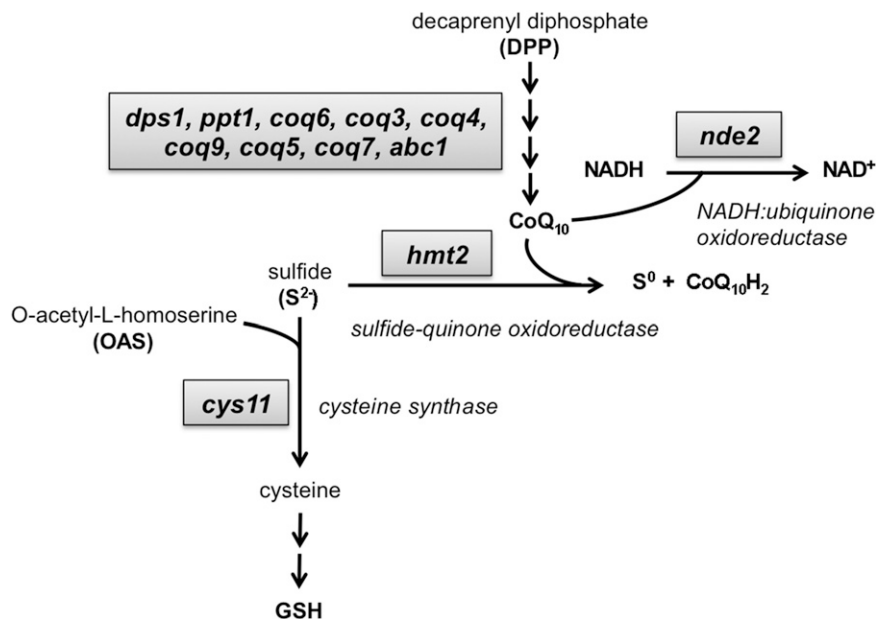 decaprenyl diphosphate
(DPP)
dps1, ppt1, coq6, coq3, coq4,
coq9, coq5, coq7, abc1
nde2
NADH
NAD⁺
CoQ₁₀
NADH:ubiquinone
oxidoreductase
hmt2
sulfide
(S²⁻)
S⁰ + CoQ₁₀H₂
O-acetyl-L-homoserine
(OAS)
sulfide-quinone oxidoreductase
cys11
cysteine synthase
cysteine
GSH